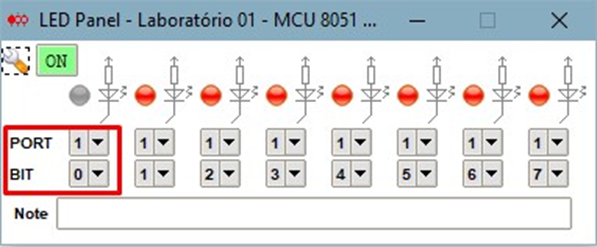 LED Panel - Laboratório 01 - MCU 8051 ...
ON
PORT 1 1 1 1 1 1 1 1
BIT 0 1 2 3 4 5 6 7
Note